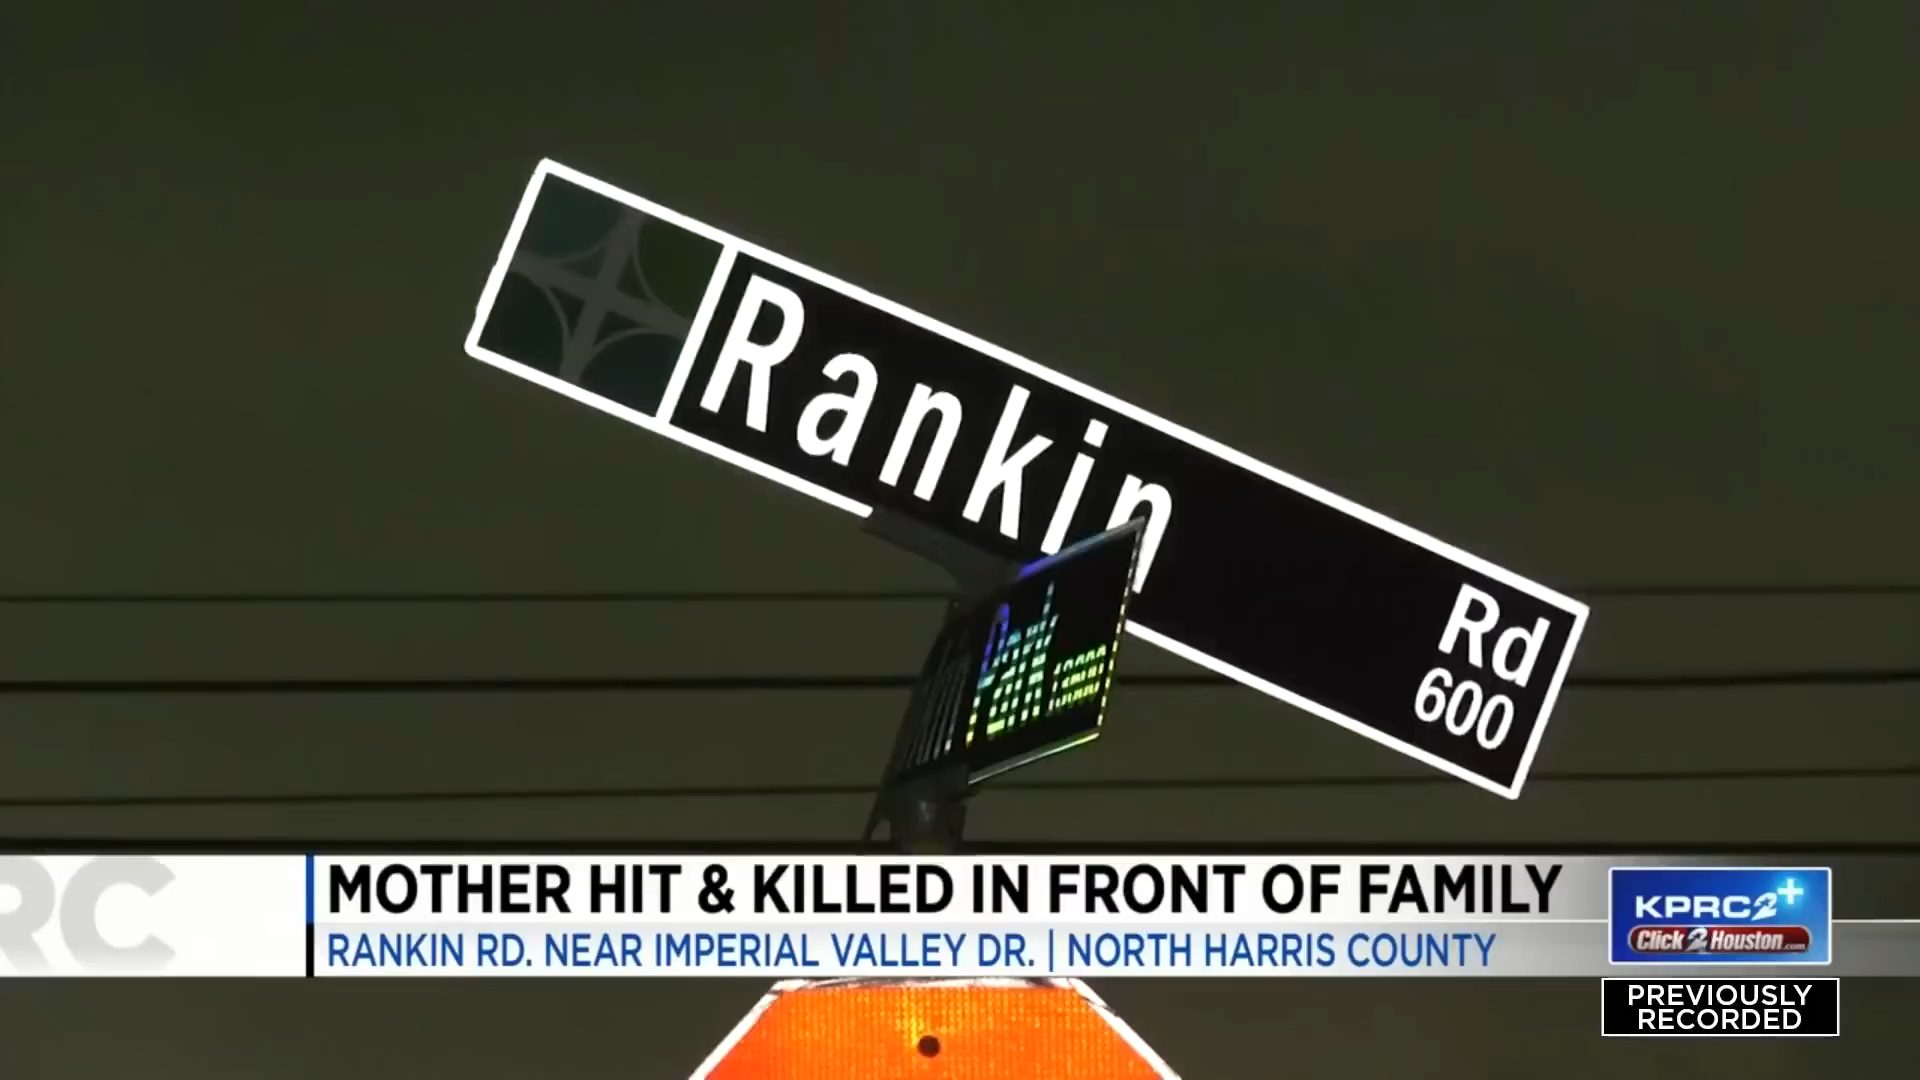 Rankin
Rd
600
RC
MOTHER HIT & KILLED IN FRONT OF FAMILY
RANKIN RD. NEAR IMPERIAL VALLEY DR. | NORTH HARRIS COUNTY
KPRC2+
Click2Houston.com
PREVIOUSLY
RECORDED